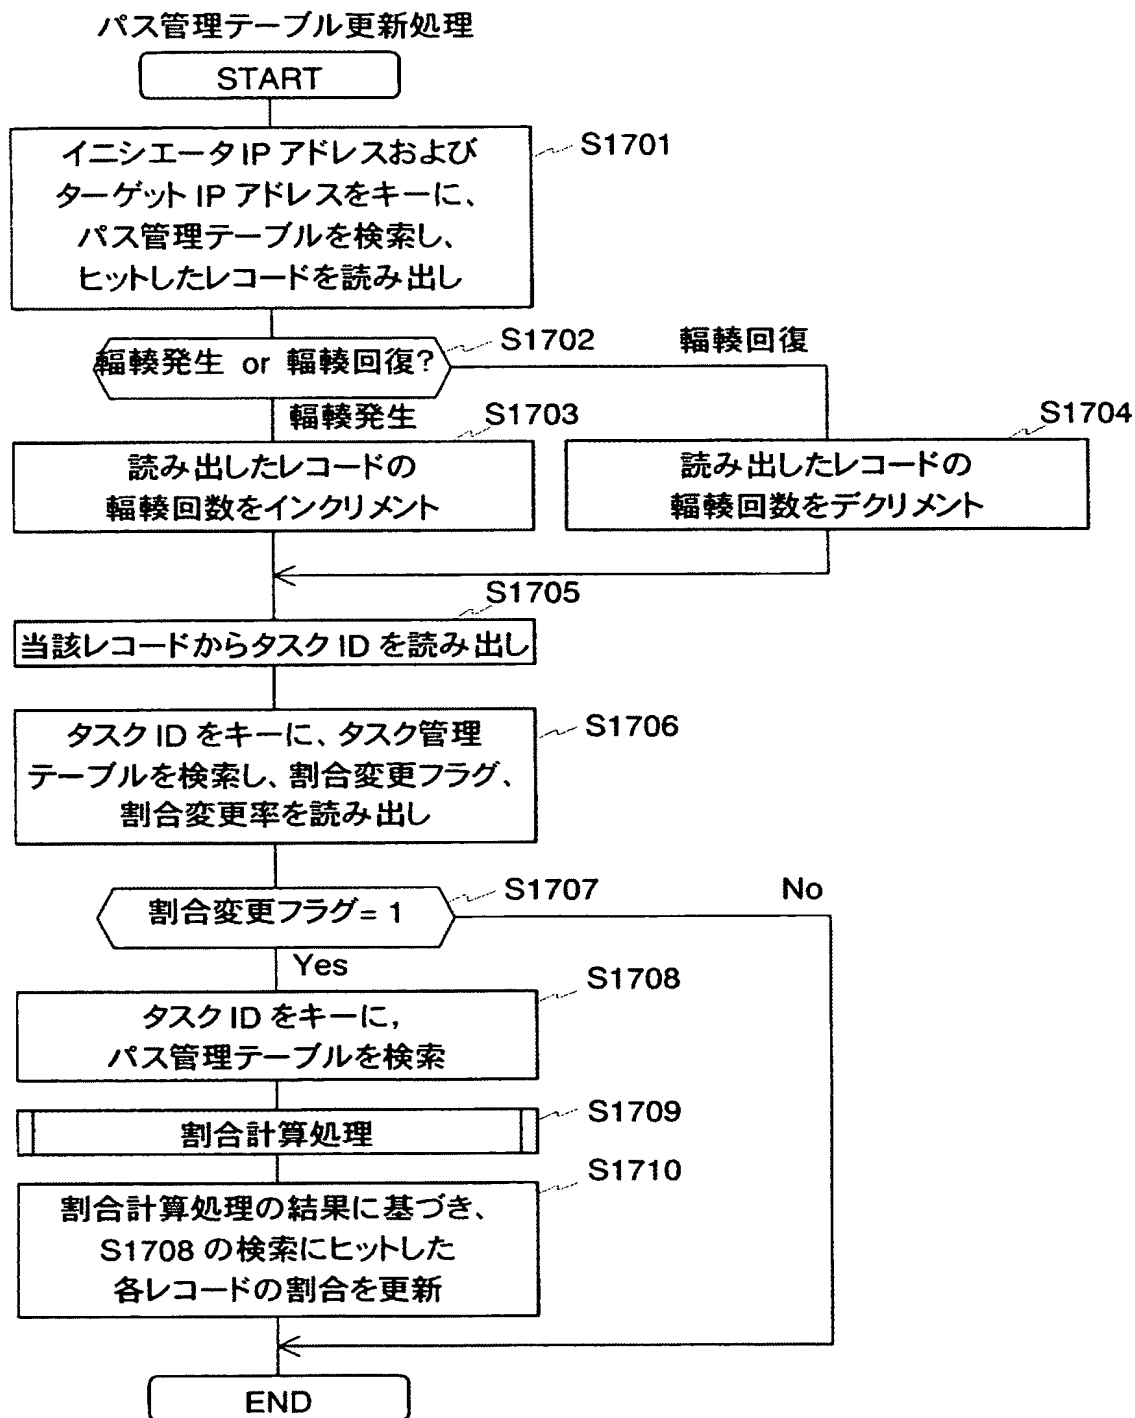 パス管理テーブル更新処理
START
イニシエータIP アドレスおよび
ターゲット IP アドレスをキーに、
パス管理テーブルを検索し、
ヒットしたレコードを読み出し
S1701
輻輳発生 or 輻輳回復?
S1702
輻輳回復
輻輳発生
S1703
読み出したレコードの
輻輳回数をインクリメント
S1704
読み出したレコードの
輻輳回数をデクリメント
S1705
当該レコードからタスク ID を読み出し
S1706
タスク ID をキーに、タスク管理
テーブルを検索し、割合変更フラグ、
割合変更率を読み出し
割合変更フラグ= 1
S1707
No
Yes
S1708
タスク ID をキーに,
パス管理テーブルを検索
割合計算処理
S1709
S1710
割合計算処理の結果に基づき、
S1708 の検索にヒットした
各レコードの割合を更新
END